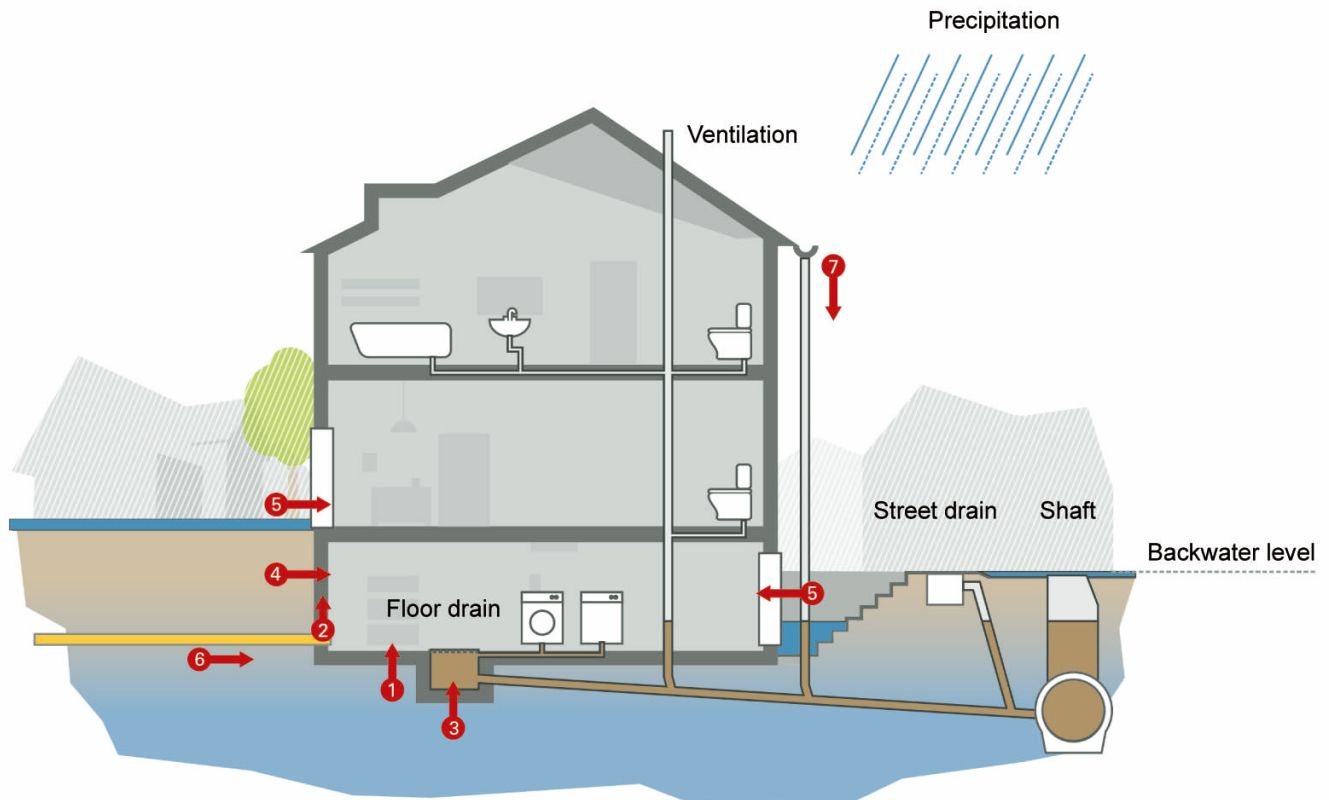 Precipitation
Ventilation
7
5
Street drain
Shaft
Backwater level
4
5
Floor drain
2
6
1
3